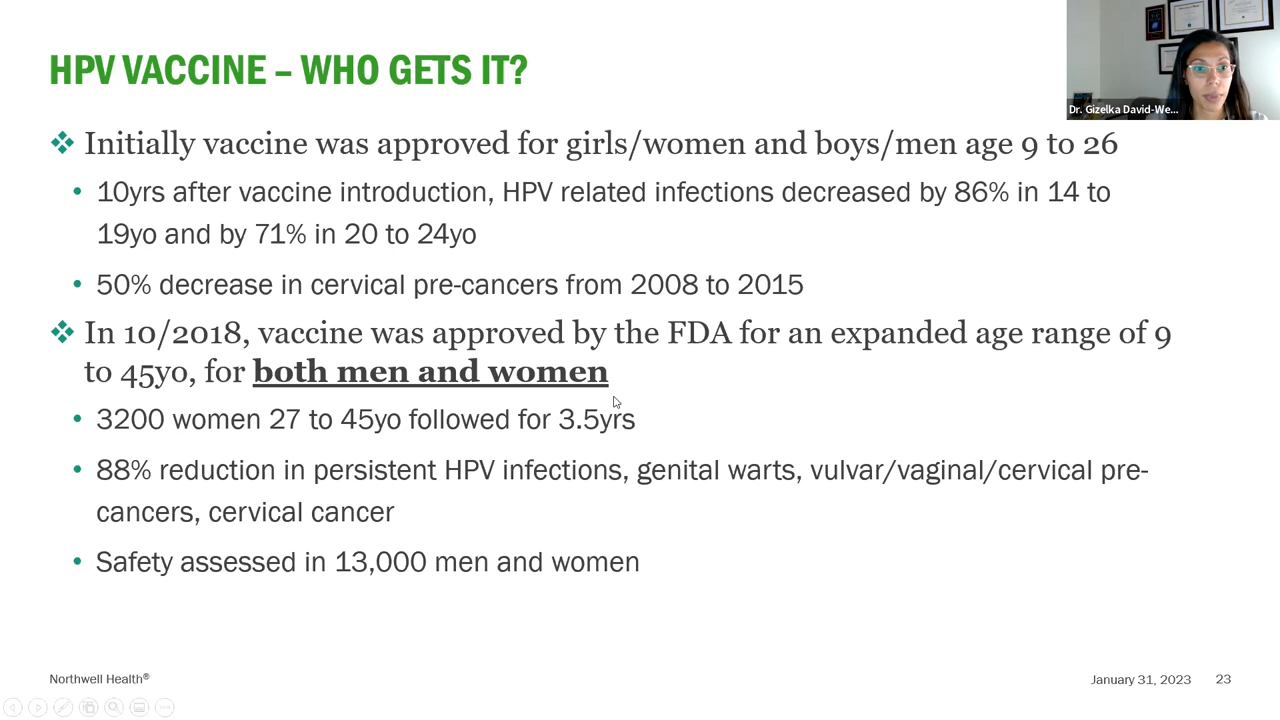 HPV VACCINE – WHO GETS IT?
Dr. Gizelka David-We...
Initially vaccine was approved for girls/women and boys/men age 9 to 26
10yrs after vaccine introduction, HPV related infections decreased by 86% in 14 to
19yo and by 71% in 20 to 24yo
50% decrease in cervical pre-cancers from 2008 to 2015
In 10/2018, vaccine was approved by the FDA for an expanded age range of 9
to 45yo, for both men and women
3200 women 27 to 45yo followed for 3.5yrs
88% reduction in persistent HPV infections, genital warts, vulvar/vaginal/cervical pre-
cancers, cervical cancer
Safety assessed in 13,000 men and women
Northwell Health®
January 31, 2023 23